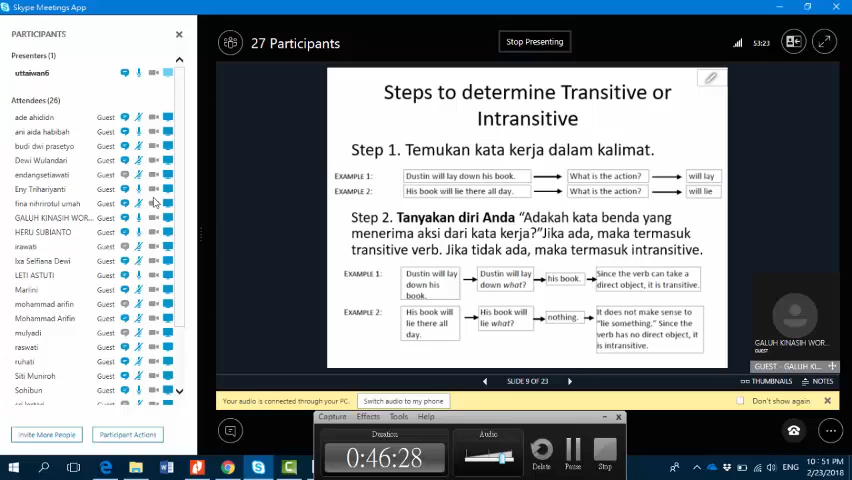 Skype Meetings App
PARTICIPANTS
Presenters (1)
uttaiwan6
Attendees (26)
ade ahididn Guest
ani aida habibah Guest
budi dwi prasetyo Guest
Dewi Wulandari Guest
endangsetiawati Guest
Eny Trihariyanti Guest
fina nihrirotul umah Guest
GALUH KINASIH WOR... Guest
HERU SUBIANTO Guest
irawati Guest
Ixa Selfiana Dewi Guest
LETI ASTUTI Guest
Marlini Guest
mohammad arifin Guest
Mohammad Arifin Guest
mulyadi Guest
raswati Guest
ruhati Guest
Siti Muniroh Guest
Sohibun Guest
Invite More People
Participant Actions
27 Participants
Stop Presenting
53:23
Steps to determine Transitive or
Intransitive
Step 1. Temukan kata kerja dalam kalimat.
EXAMPLE 1: Dustin will lay down his book. What is the action? will lay
EXAMPLE 2: His book will lie there all day. What is the action? will lie
Step 2. Tanyakan diri Anda “Adakah kata benda yang
menerima aksi dari kata kerja?”Jika ada, maka termasuk
transitive verb. Jika tidak ada, maka termasuk intransitive.
EXAMPLE 1:
Dustin will lay
down his
book.
Dustin will lay
down what?
his book.
Since the verb can take a
direct object, it is transitive.
EXAMPLE 2:
His book will
lie there all
day.
His book will
lie what?
nothing.
It does not make sense to
"lie something." Since the
verb has no direct object, it
is intransitive.
GALUH KINASIH WOR...
GUEST
GUEST - GALUH KI...
SLIDE 9 OF 23
THUMBNAILS
NOTES
Your audio is connected through your PC.
Switch audio to my phone
Don't show again
Capture Effects Tools Help
Duration
0:46:28
Audio
Delete
Pause
Stop
ENG
10:51 PM
2/23/2018